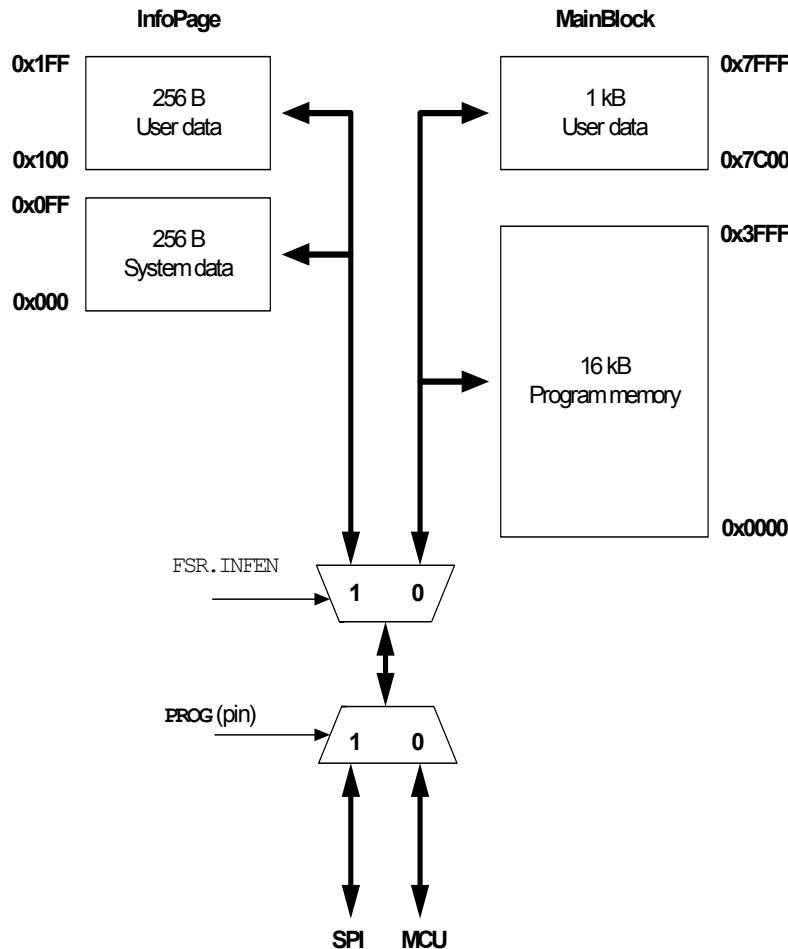 InfoPage
MainBlock
0x1FF
256 B
User data
0x100
0x0FF
256 B
System data
0x000
0x7FFF
1 kB
User data
0x7C00
0x3FFF
16 kB
Program memory
0x0000
FSR.INFEN
1 0
PROG (pin)
1 0
SPI MCU